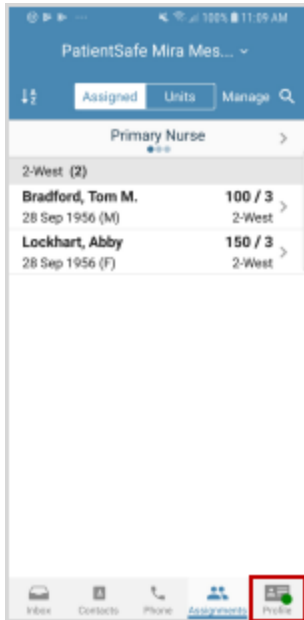 100% 11:09 AM
PatientSafe Mira Mes...
Assigned Units Manage
Primary Nurse
2-West (2)
Bradford, Tom M. 100 / 3
28 Sep 1956 (M) 2-West
Lockhart, Abby 150 / 3
28 Sep 1956 (F) 2-West
Inbox Contacts Phone Assignments Profile